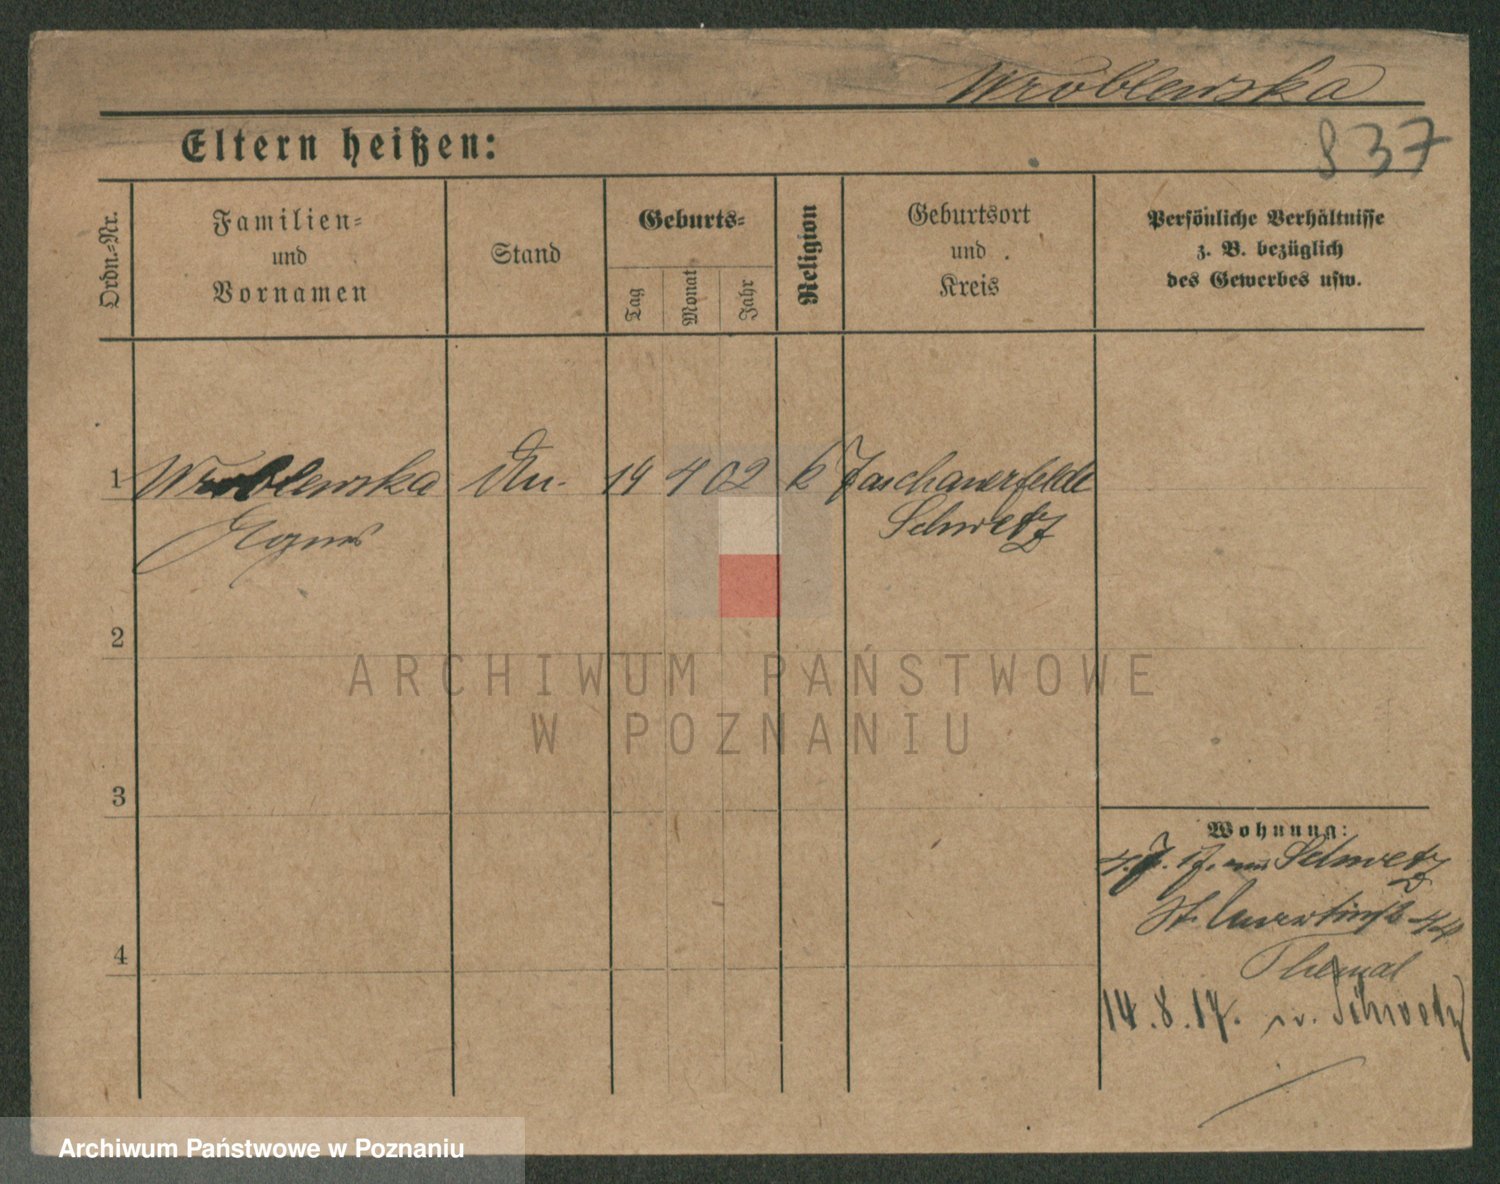 Wróblewska
837
Eltern heißen:
Ordn.-Nr.
Familien-
und
Vornamen
Stand
Geburts-
Tag
Monat
Jahr
Religion
Geburtsort
und
Kreis
Persönliche Verhältnisse
z. B. bezüglich
des Gewerbes usw.
1 Wroblewska 4 02 k
Schwetz
2
3
4
Wohnung:
Schwetz
14.8.17. Schwetz
ARCHIWUM PAŃSTWOWE
W POZNANIU
Archiwum Państwowe w Poznaniu